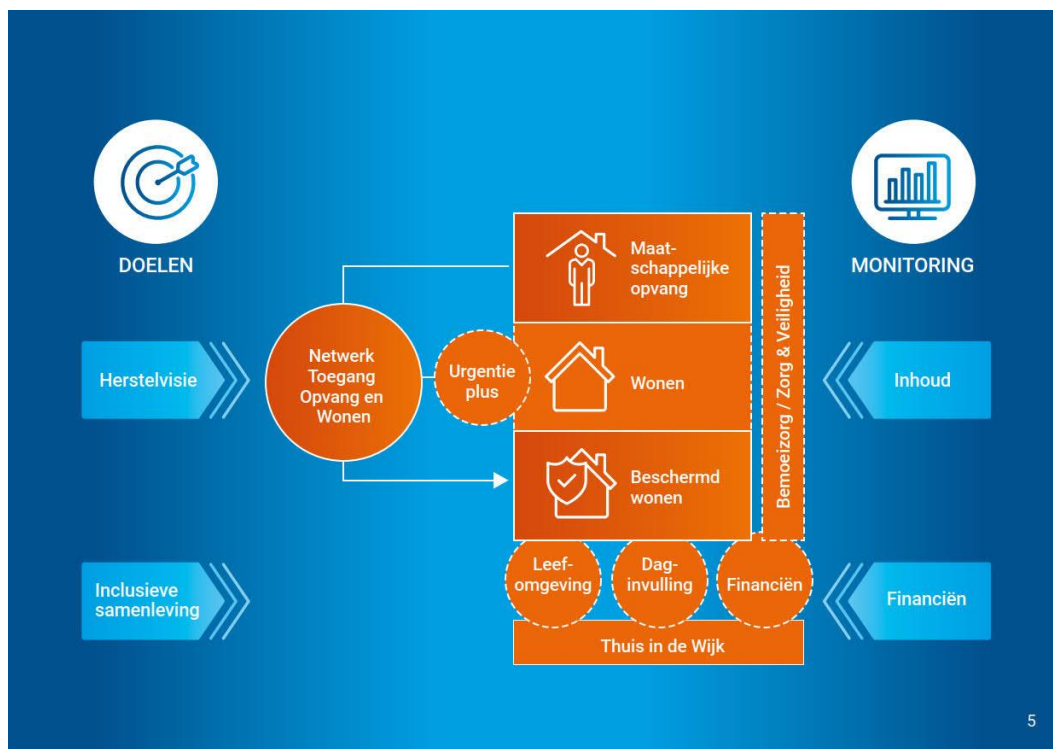 DOELEN
Herstelvisie
Inclusieve
samenleving
Netwerk
Toegang
Opvang en
Wonen
Urgentie
plus
Maat-
schappelijke
opvang
Wonen
Beschermd
wonen
Bemoeizorg / Zorg & Veiligheid
Leef-
omgeving
Dag-
invulling
Financiën
Thuis in de Wijk
MONITORING
Inhoud
Financiën
5